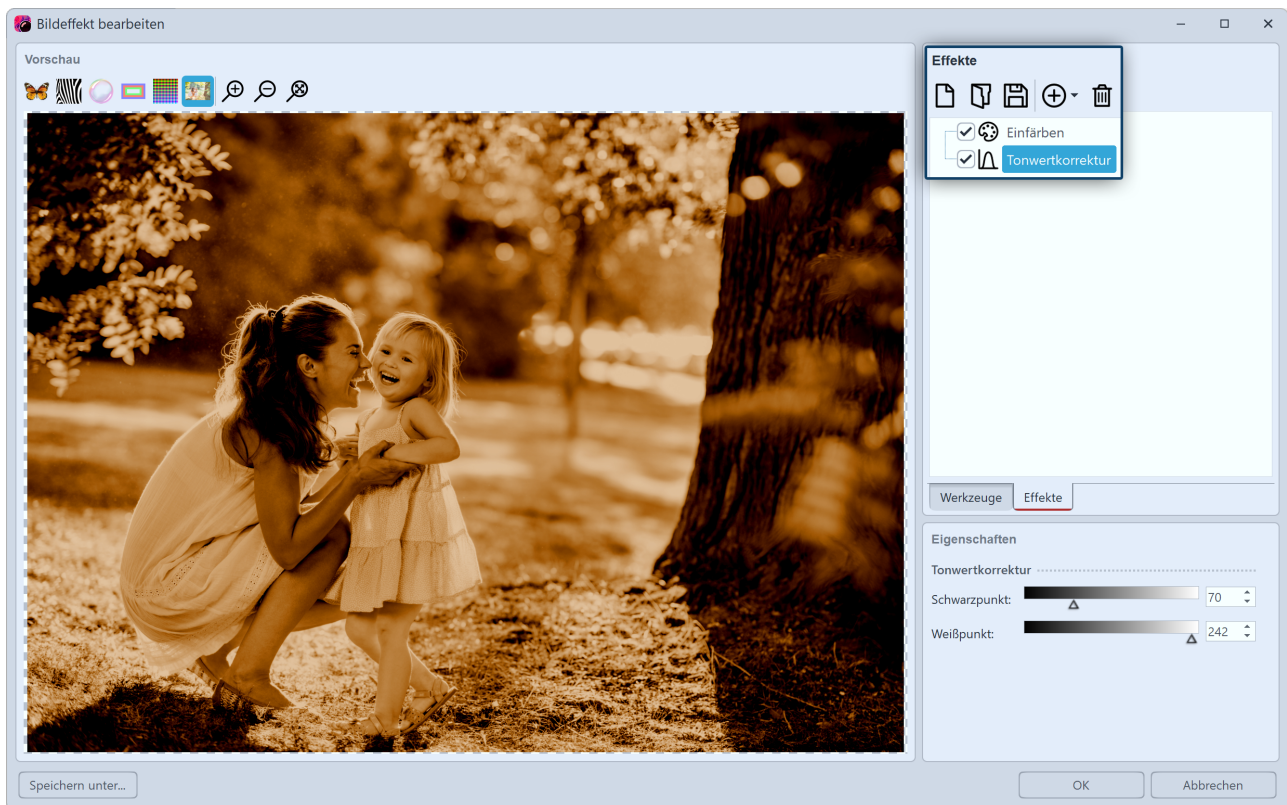 Bildeffekt bearbeiten
Vorschau
Effekte
Einfärben
Tonwertkorrektur
Werkzeuge
Effekte
Eigenschaften
Tonwertkorrektur
Schwarzpunkt: 70
Weißpunkt: 242
Speichern unter...
OK
Abbrechen